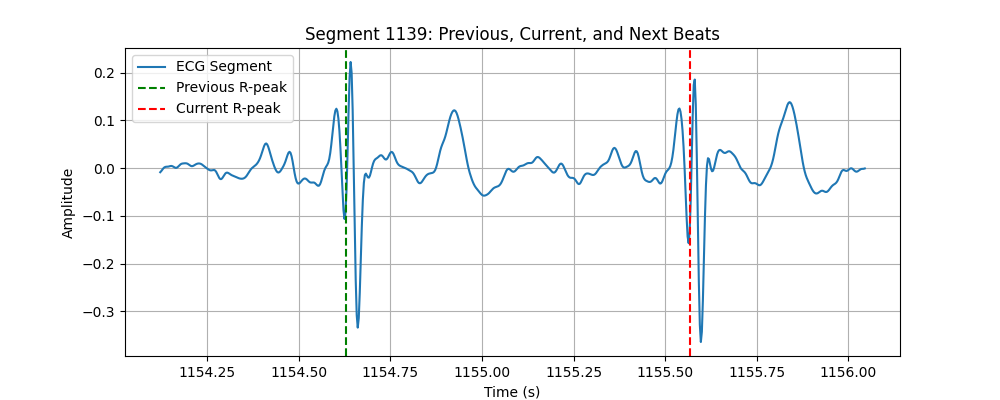 Segment 1139: Previous, Current, and Next Beats
ECG Segment
Previous R-peak
Current R-peak
0.2
0.1
0.0
−0.1
−0.2
−0.3
Amplitude
1154.25 1154.50 1154.75 1155.00 1155.25 1155.50 1155.75 1156.00
Time (s)